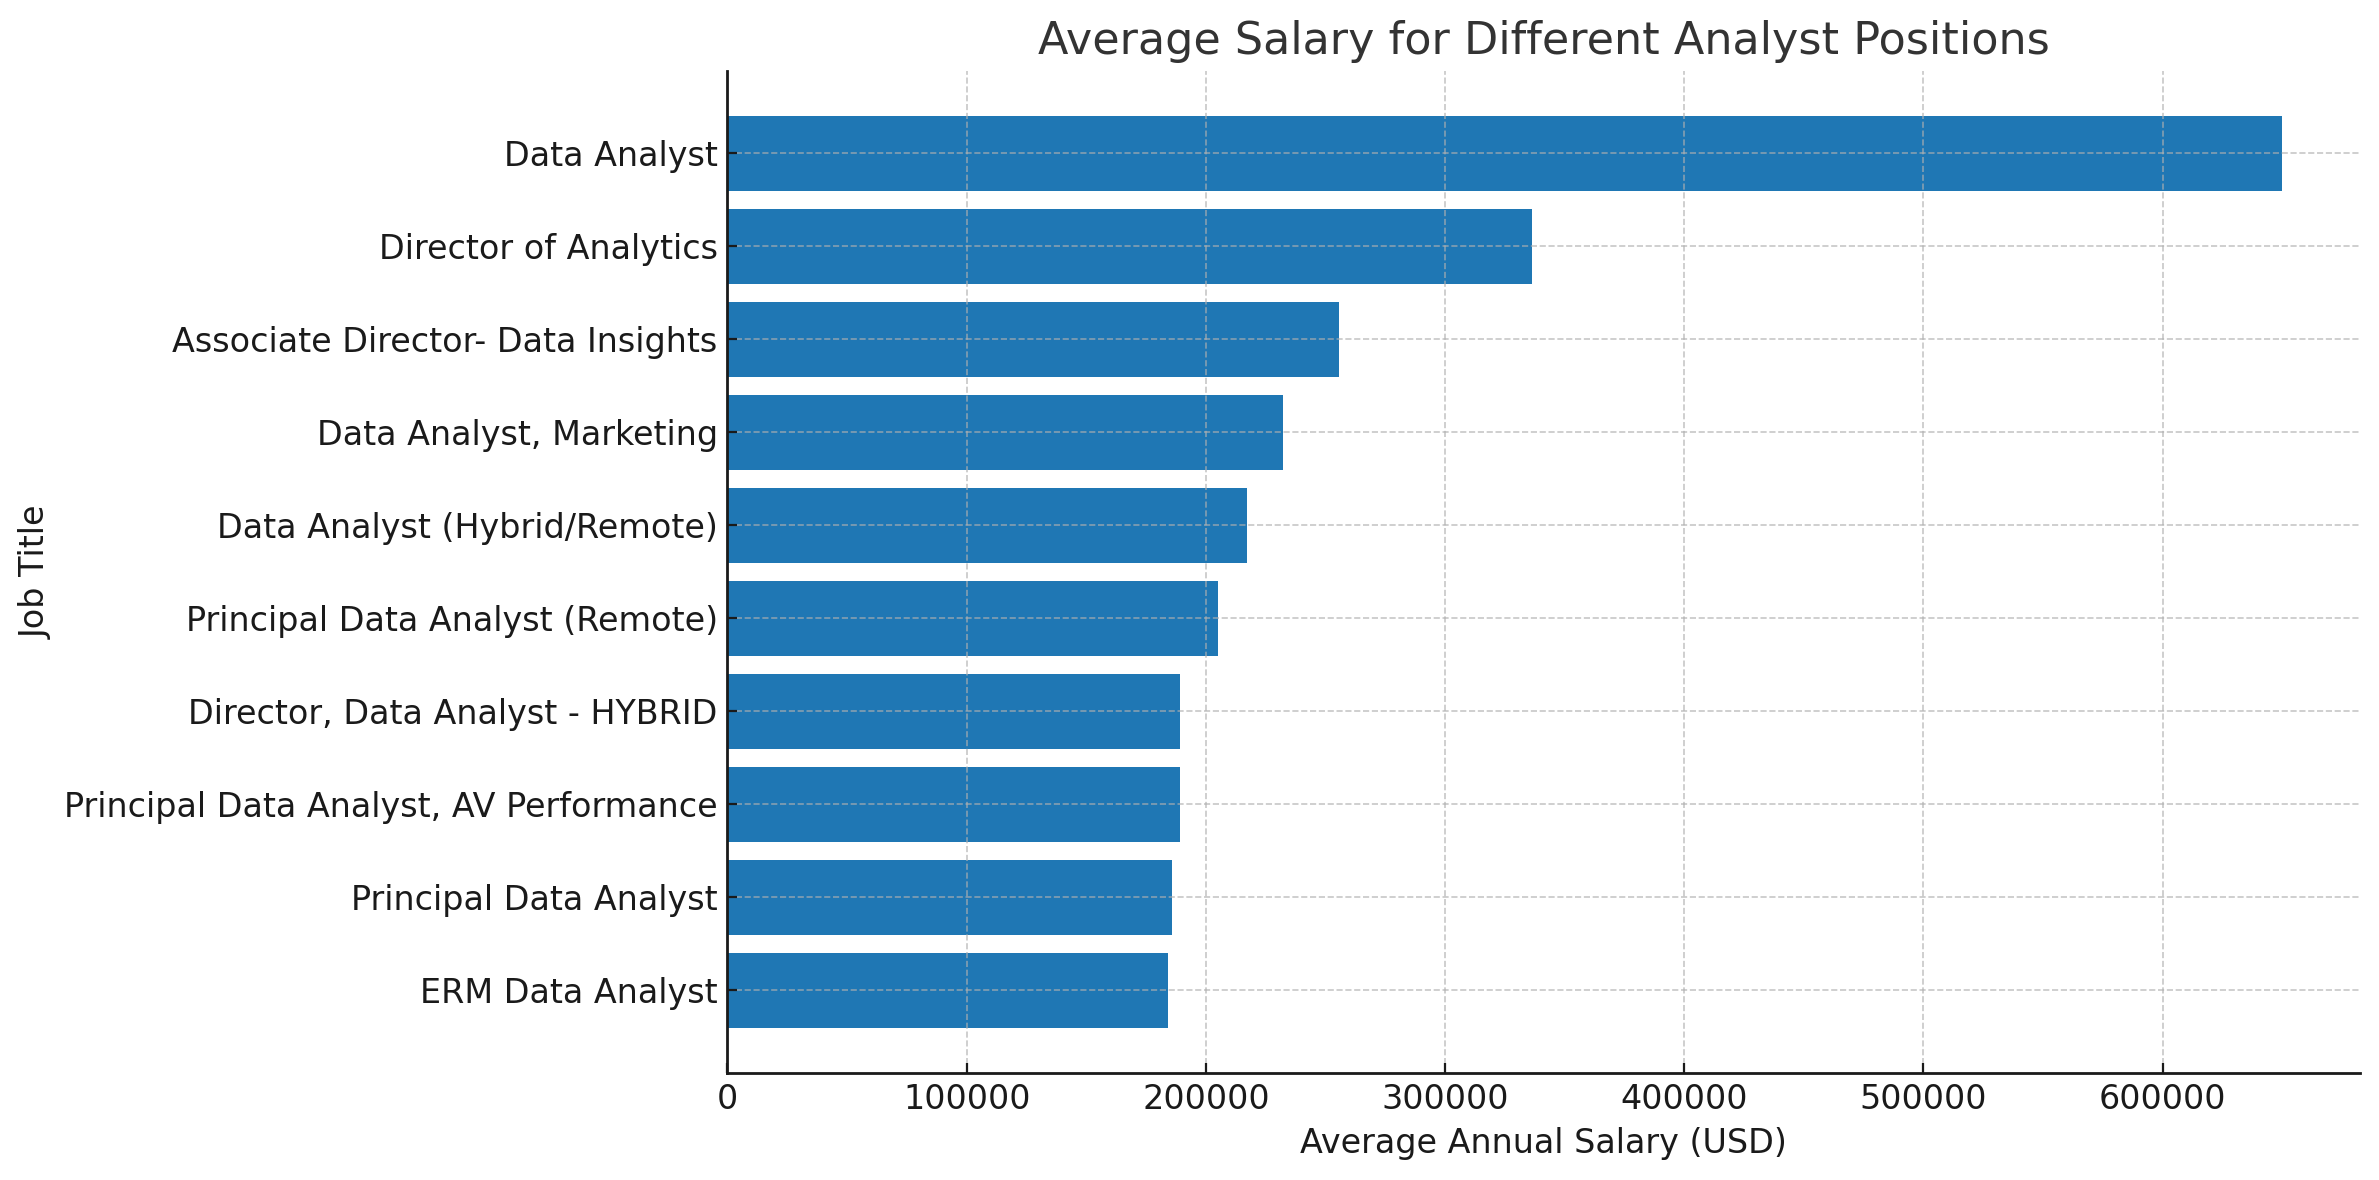 Average Salary for Different Analyst Positions
Job Title
Data Analyst
Director of Analytics
Associate Director- Data Insights
Data Analyst, Marketing
Data Analyst (Hybrid/Remote)
Principal Data Analyst (Remote)
Director, Data Analyst - HYBRID
Principal Data Analyst, AV Performance
Principal Data Analyst
ERM Data Analyst
0 100000 200000 300000 400000 500000 600000
Average Annual Salary (USD)